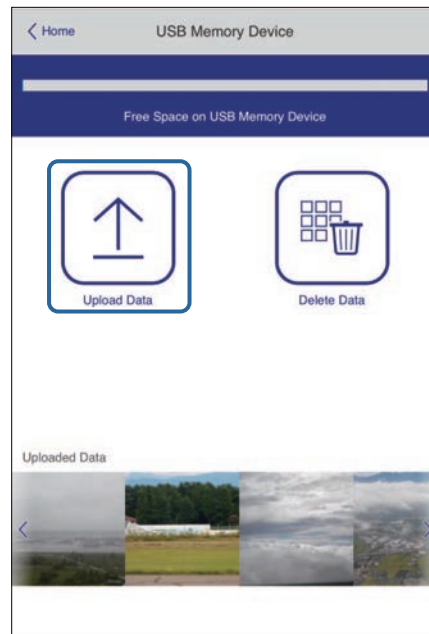 Home
USB Memory Device
Free Space on USB Memory Device
Upload Data
Delete Data
Uploaded Data